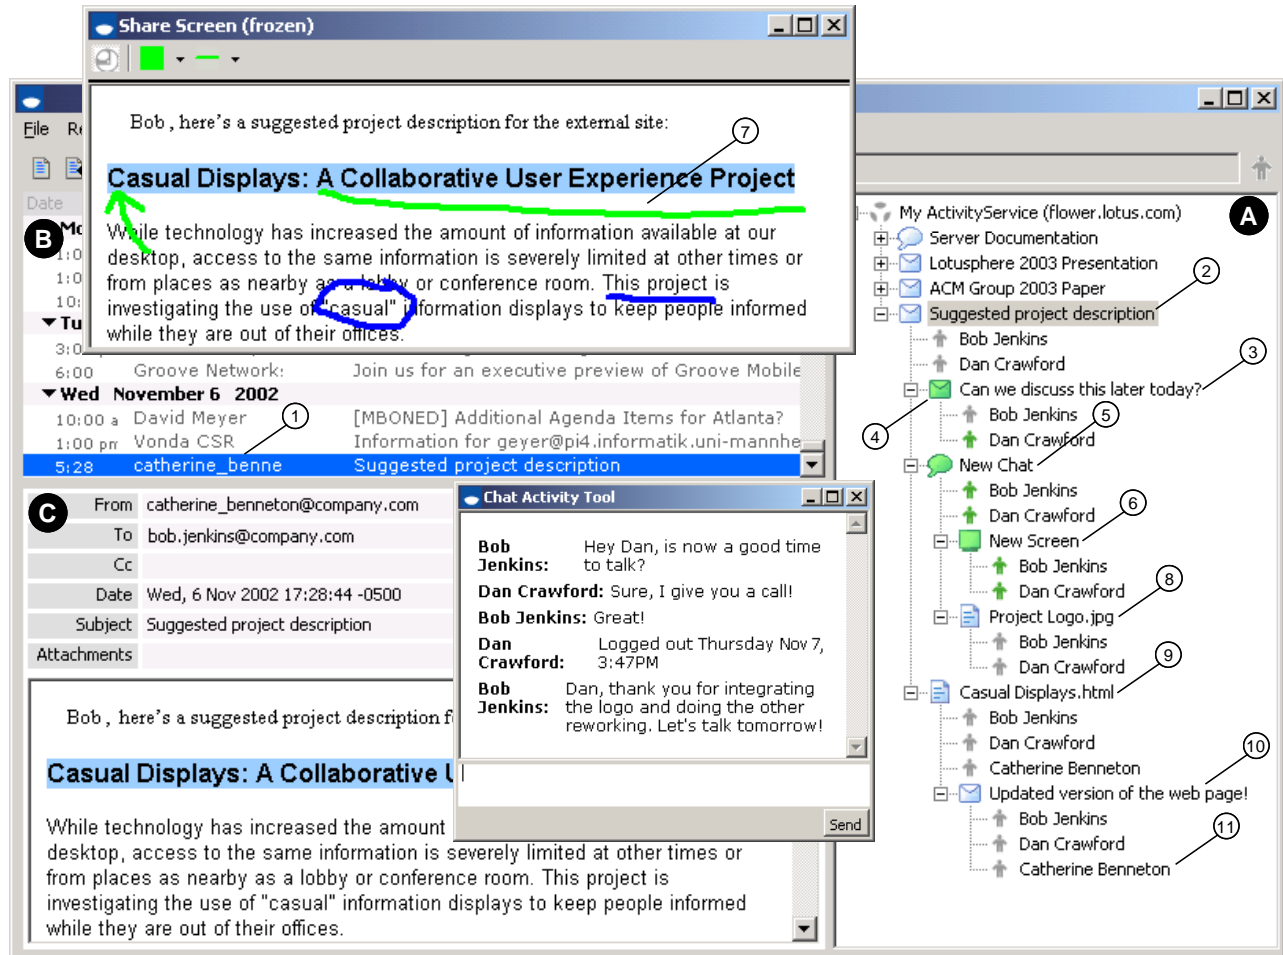 Share Screen (frozen)
Bob , here's a suggested project description for the external site:
7
Casual Displays: A Collaborative User Experience Project
While technology has increased the amount of information available at our
desktop, access to the same information is severely limited at other times or
from places as nearby as a lobby or conference room. This project is
investigating the use of "casual" information displays to keep people informed
while they are out of their offices.
File Re
Date
B
Mo
1:0
1:0
10:
Tu
3:0
6:00 Groove Network: Join us for an executive preview of Groove Mobile
Wed November 6 2002
10:00 a David Meyer [MBONED] Additional Agenda Items for Atlanta?
1
1:00 pm Vonda CSR Information for geyer@pi4.informatik.uni-mannhe
5:28 catherine_benne Suggested project description
C
From catherine_benneton@company.com
To bob.jenkins@company.com
Cc
Date Wed, 6 Nov 2002 17:28:44 -0500
Subject Suggested project description
Attachments
Bob , here's a suggested project description f
Casual Displays: A Collaborative U
While technology has increased the amount
desktop, access to the same information is severely limited at other times or
from places as nearby as a lobby or conference room. This project is
investigating the use of "casual" information displays to keep people informed
while they are out of their offices.
Chat Activity Tool
Bob Jenkins: Hey Dan, is now a good time
to talk?
Dan Crawford: Sure, I give you a call!
Bob Jenkins: Great!
Dan Crawford: Logged out Thursday Nov 7,
3:47PM
Bob Jenkins: Dan, thank you for integrating
the logo and doing the other
reworking. Let's talk tomorrow!
Send
A
My ActivityService (flower.lotus.com)
Server Documentation
Lotusphere 2003 Presentation
2
ACM Group 2003 Paper
Suggested project description
Bob Jenkins
3
Dan Crawford
Can we discuss this later today?
4
Bob Jenkins
5
Dan Crawford
New Chat
Bob Jenkins
6
Dan Crawford
New Screen
Bob Jenkins
8
Dan Crawford
Project Logo.jpg
Bob Jenkins
9
Dan Crawford
Casual Displays.html
Bob Jenkins
Dan Crawford
10
Catherine Benneton
Updated version of the web page!
Bob Jenkins
11
Dan Crawford
Catherine Benneton